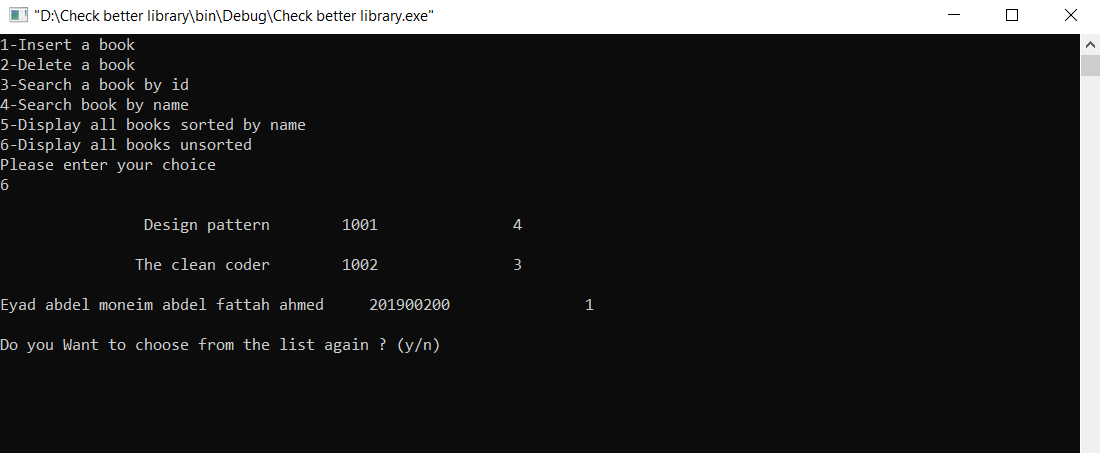 "D:\Check better library\bin\Debug\Check better library.exe"
1-Insert a book
2-Delete a book
3-Search a book by id
4-Search book by name
5-Display all books sorted by name
6-Display all books unsorted
Please enter your choice
6
Design pattern 1001 4
The clean coder 1002 3
Eyad abdel moneim abdel fattah ahmed 201900200 1
Do you Want to choose from the list again ? (y/n)